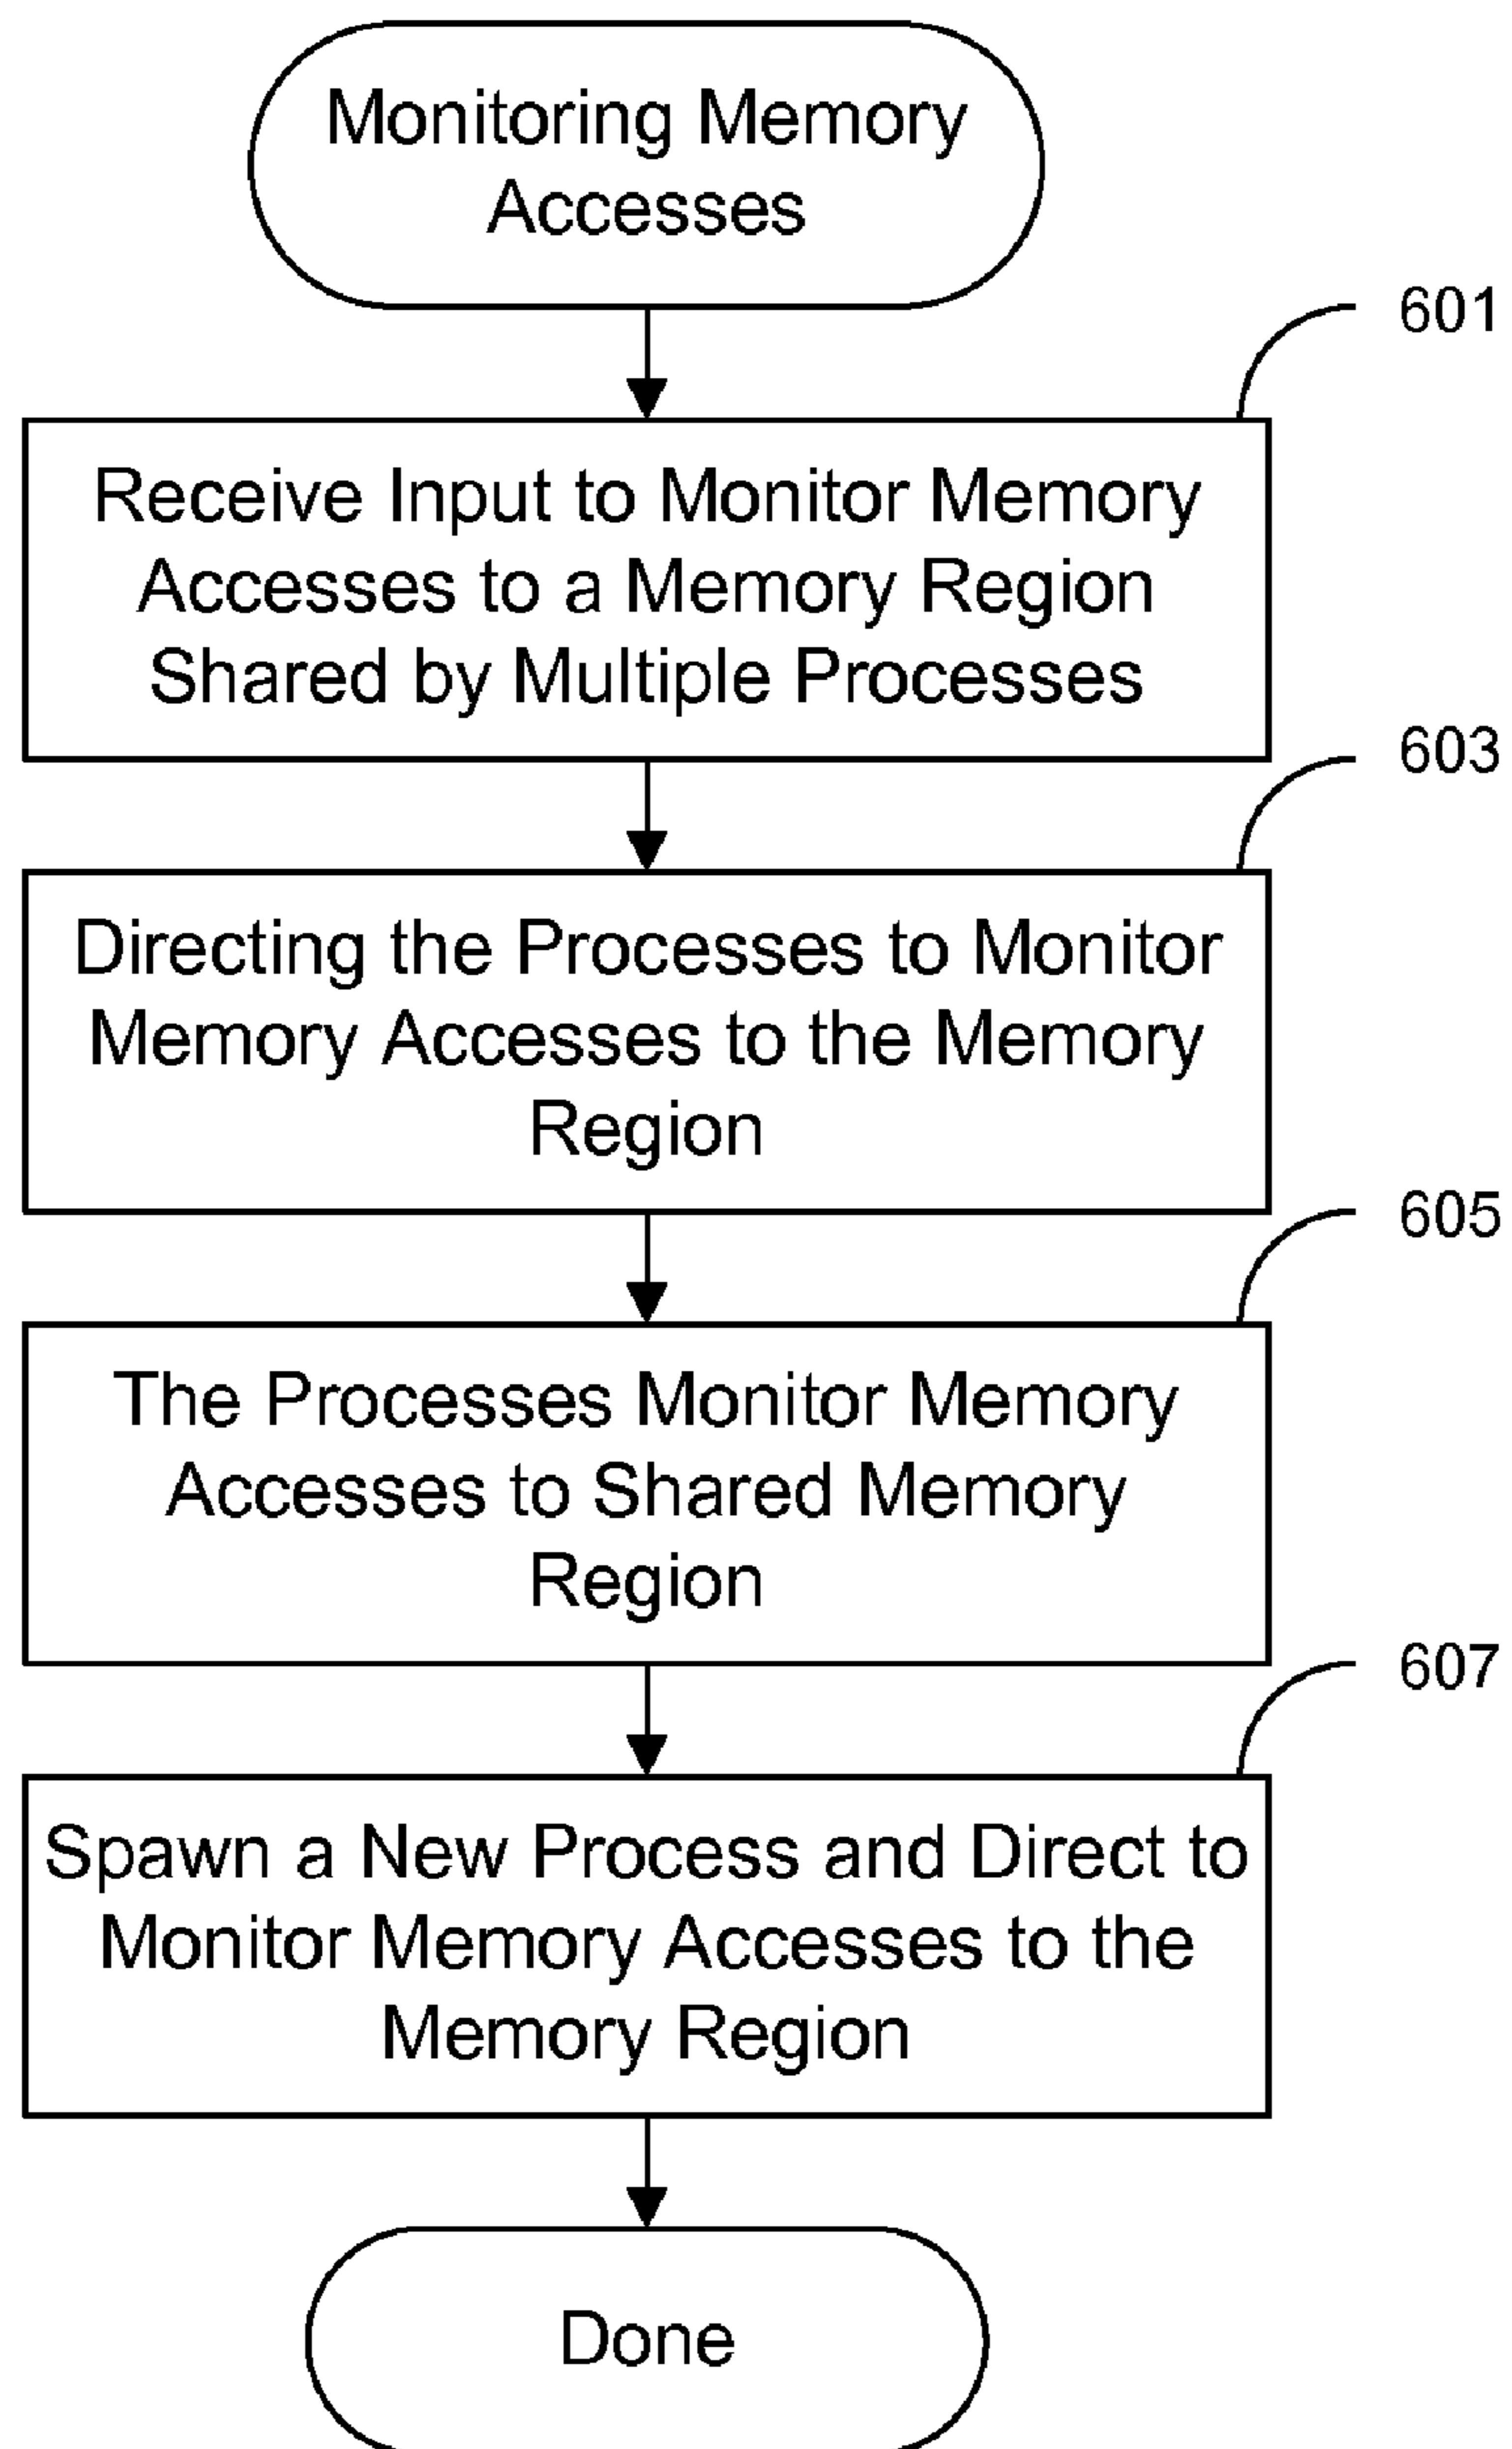 Monitoring Memory
Accesses
601
Receive Input to Monitor Memory
Accesses to a Memory Region
Shared by Multiple Processes
603
Directing the Processes to Monitor
Memory Accesses to the Memory
Region
605
The Processes Monitor Memory
Accesses to Shared Memory
Region
607
Spawn a New Process and Direct to
Monitor Memory Accesses to the
Memory Region
Done